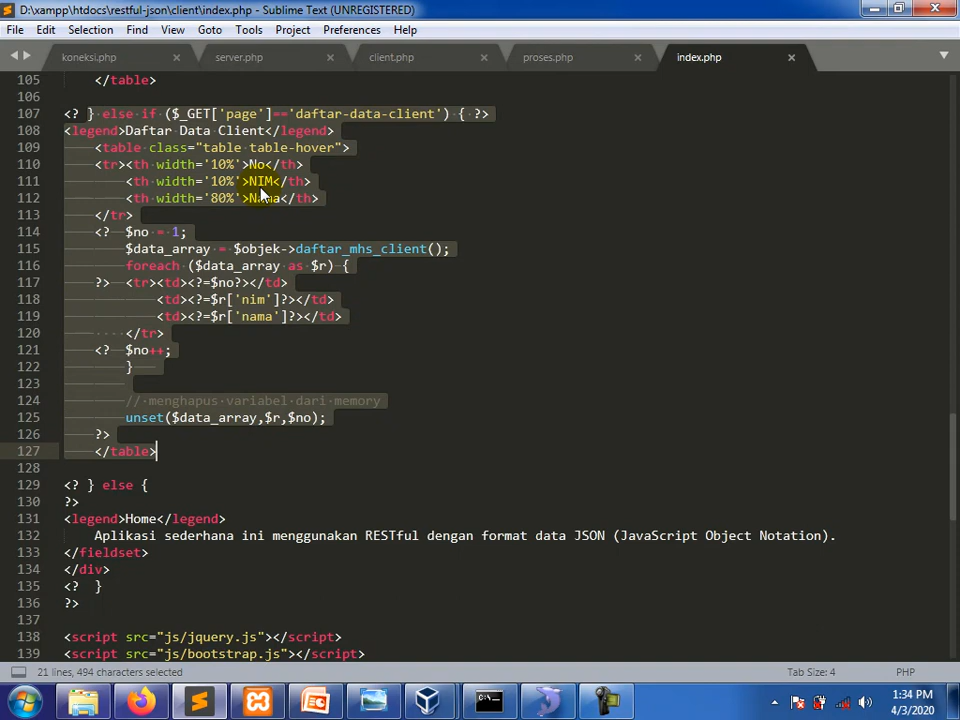 D:\xampp\htdocs\restful-json\client\index.php - Sublime Text (UNREGISTERED)
File Edit Selection Find View Goto Tools Project Preferences Help
koneksi.php server.php client.php proses.php index.php
105 </table>
106
107 <? } else if ($_GET['page']=='daftar-data-client') { ?>
108 <legend>Daftar Data Client</legend>
109 <table class="table table-hover">
110 <tr><th width='10%'>No</th>
111 <th width='10%'>NIM</th>
112 <th width='80%'>Nama</th>
113 </tr>
114 <? $no = 1;
115 $data_array = $objek->daftar_mhs_client();
116 foreach ($data_array as $r) {
117 ?> <tr><td><?=$no?></td>
118 <td><?=$r['nim']?></td>
119 <td><?=$r['nama']?></td>
120 </tr>
121 <? $no++;
122 }
123
124 // menghapus variabel dari memory
125 unset($data_array,$r,$no);
126 ?>
127 </table>
128
129 <? } else {
130 ?>
131 <legend>Home</legend>
132 Aplikasi sederhana ini menggunakan RESTful dengan format data JSON (JavaScript Object Notation).
133 </fieldset>
134 </div>
135 <? }
136 ?>
137
138 <script src="js/jquery.js"></script>
139 <script src="js/bootstrap.js"></script>
21 lines, 494 characters selected Tab Size: 4 PHP
1:34 PM
4/3/2020